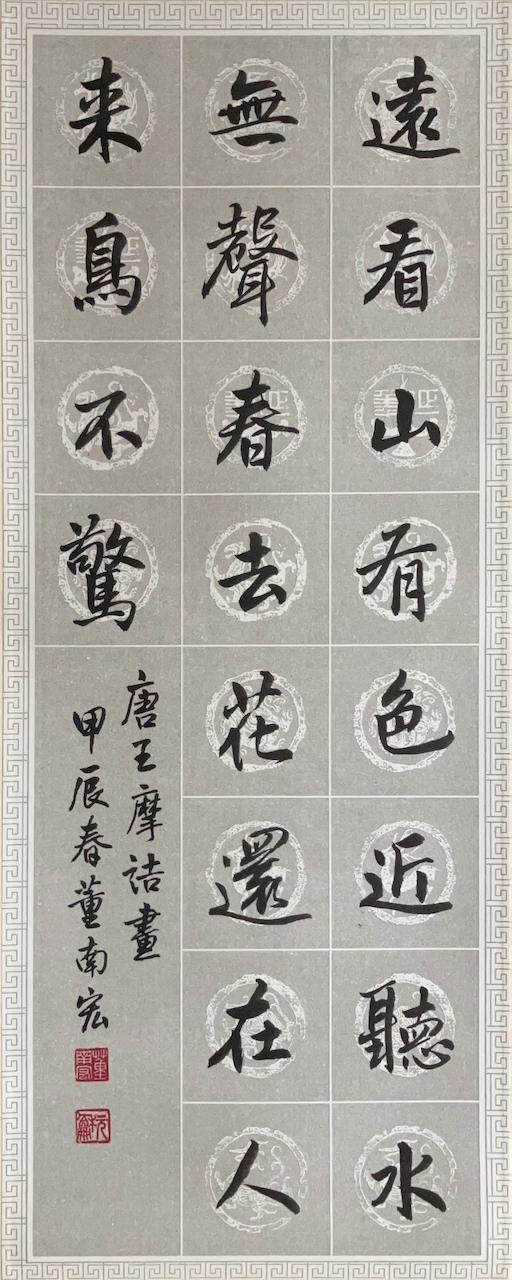 遠看山有色近聽水
無聲春去花還在人
来鳥不驚
唐王摩詰畫
甲辰春董南宏